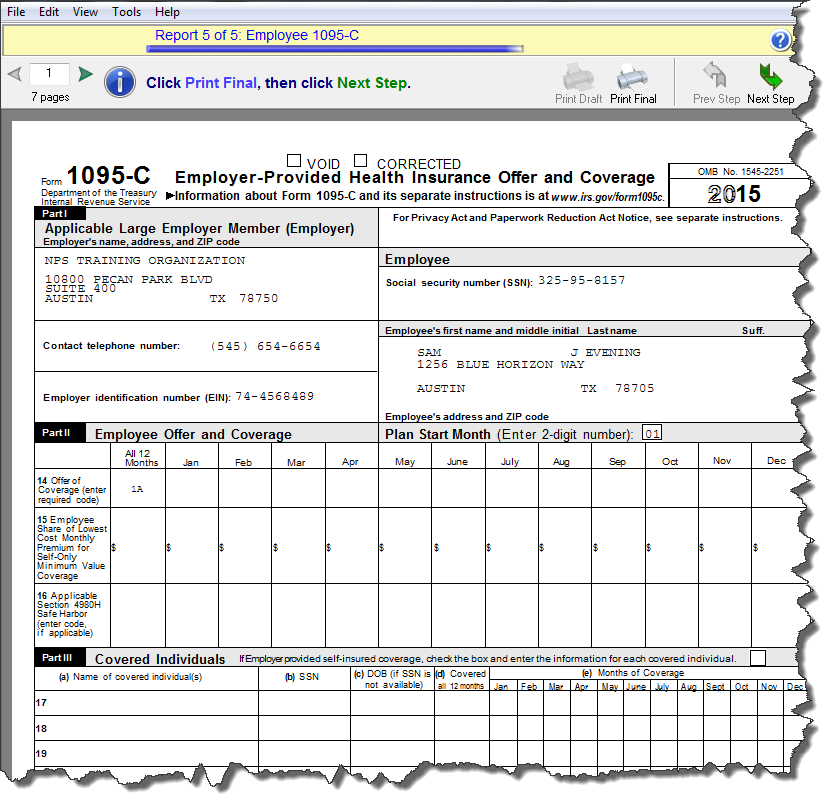 File Edit View Tools Help
Report 5 of 5: Employee 1095-C
?
1
7 pages
i
Click Print Final, then click Next Step.
Print Draft Print Final Prev Step Next Step
VOID CORRECTED
Form 1095-C
Department of the Treasury
Internal Revenue Service
Employer-Provided Health Insurance Offer and Coverage
▶Information about Form 1095-C and its separate instructions is at www.irs.gov/form1095c.
OMB No. 1545-2251
2015
Part I
For Privacy Act and Paperwork Reduction Act Notice, see separate instructions.
Applicable Large Employer Member (Employer)
Employer's name, address, and ZIP code
NPS TRAINING ORGANIZATION
10800 PECAN PARK BLVD
SUITE 400
AUSTIN TX 78750
Employee
Social security number (SSN): 325-95-8157
Contact telephone number: (545) 654-6654
Employer identification number (EIN): 74-4568489
Employee's first name and middle initial Last name Suff.
SAM J EVENING
1256 BLUE HORIZON WAY
AUSTIN TX 78705
Employee's address and ZIP code
Part II Employee Offer and Coverage Plan Start Month (Enter 2-digit number): 01
All 12 Months Jan Feb Mar Apr May June July Aug Sep Oct Nov Dec
14 Offer of
Coverage (enter
required code)
1A
15 Employee
Share of Lowest
Cost Monthly
Premium for
Self-Only
Minimum Value
Coverage
$ $ $ $ $ $ $ $ $ $ $ $ $
16 Applicable
Section 4980H
Safe Harbor
(enter code,
if applicable)
Part III Covered Individuals If Employer provided self-insured coverage, check the box and enter the information for each covered individual.
(a) Name of covered individual(s) (b) SSN (c) DOB (if SSN is not available) (d) Covered all 12 months (e) Months of Coverage
Jan Feb Mar Apr May June July Aug Sept Oct Nov Dec
17
18
19